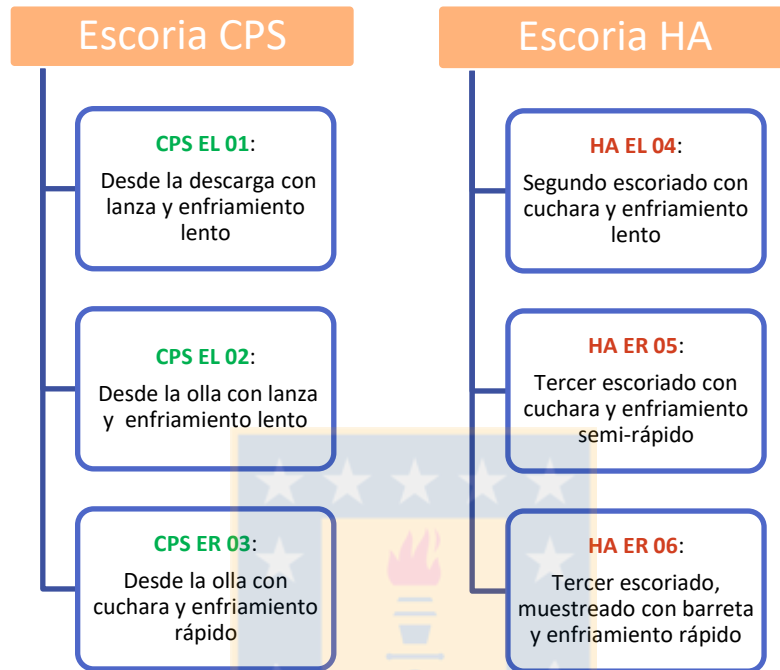 Escoria CPS
CPS EL 01:
Desde la descarga con
lanza y enfriamiento
lento
CPS EL 02:
Desde la olla con lanza
y enfriamiento lento
CPS ER 03:
Desde la olla con
cuchara y enfriamiento
rápido
Escoria HA
HA EL 04:
Segundo escoriado con
cuchara y enfriamiento
lento
HA ER 05:
Tercer escoriado con
cuchara y enfriamiento
semi-rápido
HA ER 06:
Tercer escoriado,
muestreado con barreta
y enfriamiento rápido